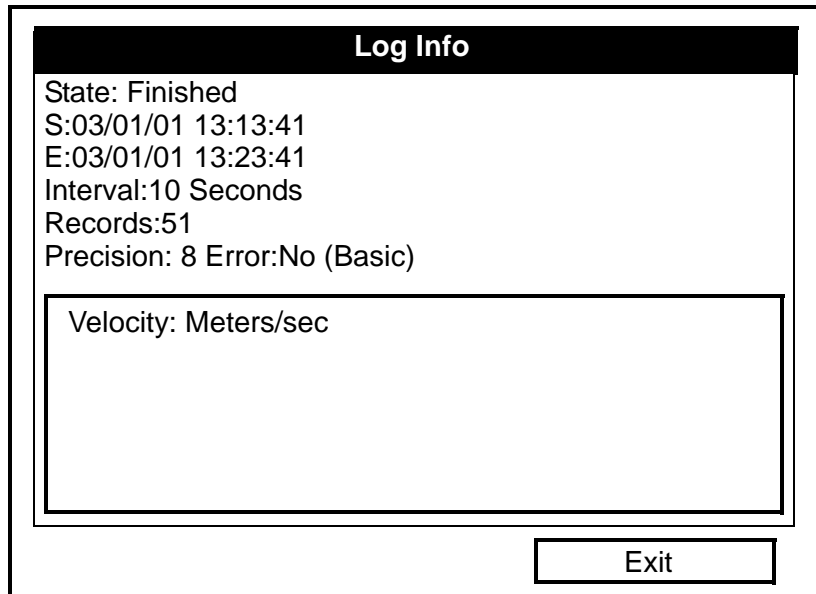 Log Info
State: Finished
S:03/01/01 13:13:41
E:03/01/01 13:23:41
Interval:10 Seconds
Records:51
Precision: 8 Error:No (Basic)
Velocity: Meters/sec
Exit